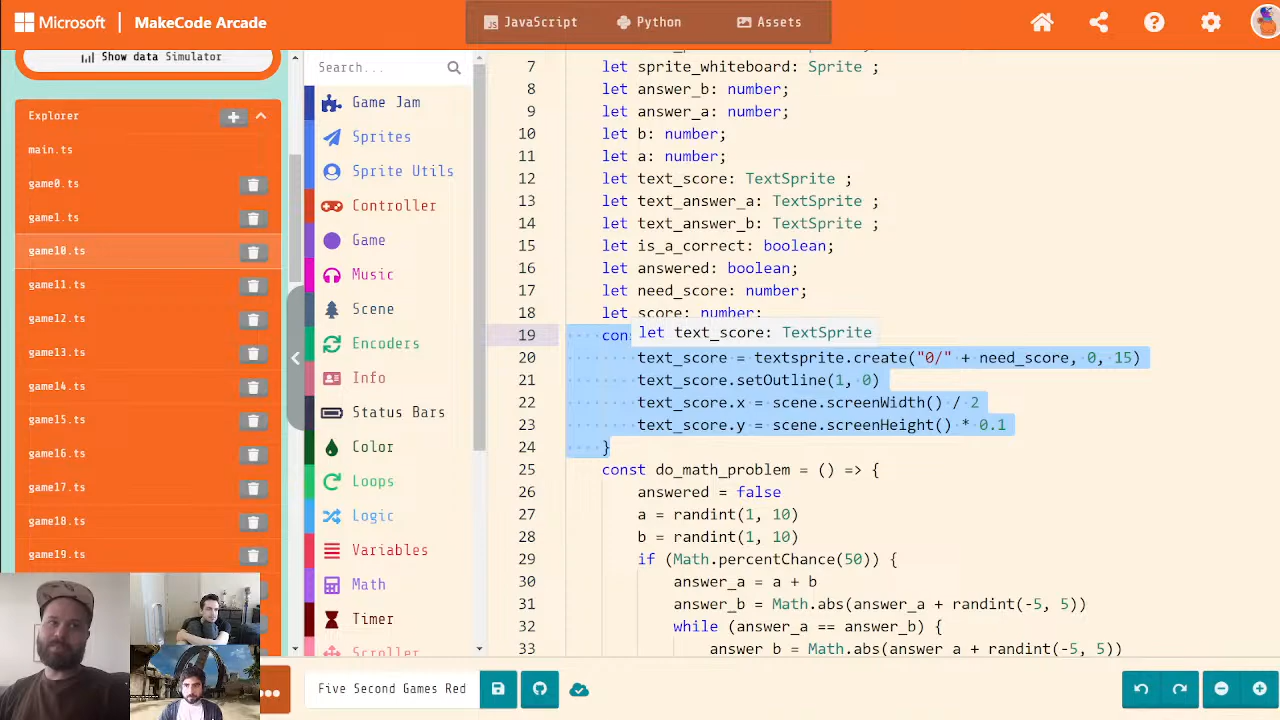 Microsoft
MakeCode Arcade
JS JavaScript
Python
Assets
Show data Simulator
Explorer
main.ts
game0.ts
game1.ts
game10.ts
game11.ts
game12.ts
game13.ts
game14.ts
game15.ts
game16.ts
game17.ts
game18.ts
game19.ts
Search...
Game Jam
Sprites
Sprite Utils
Controller
Game
Music
Scene
Encoders
Info
Status Bars
Color
Loops
Logic
Variables
Math
Timer
Scroller
7 let sprite_whiteboard: Sprite ;
8 let answer_b: number;
9 let answer_a: number;
10 let b: number;
11 let a: number;
12 let text_score: TextSprite ;
13 let text_answer_a: TextSprite ;
14 let text_answer_b: TextSprite ;
15 let is_a_correct: boolean;
16 let answered: boolean;
17 let need_score: number;
18 let score: number;
let text_score: TextSprite
19 con
20 text_score = textsprite.create("0/" + need_score, 0, 15)
21 text_score.setOutline(1, 0)
22 text_score.x = scene.screenWidth() / 2
23 text_score.y = scene.screenHeight() * 0.1
24 }
25 const do_math_problem = () => {
26 answered = false
27 a = randint(1, 10)
28 b = randint(1, 10)
29 if (Math.percentChance(50)) {
30 answer_a = a + b
31 answer_b = Math.abs(answer_a + randint(-5, 5))
32 while (answer_a == answer_b) {
33 answer_b = Math.abs(answer_a + randint(-5, 5))
Five Second Games Red